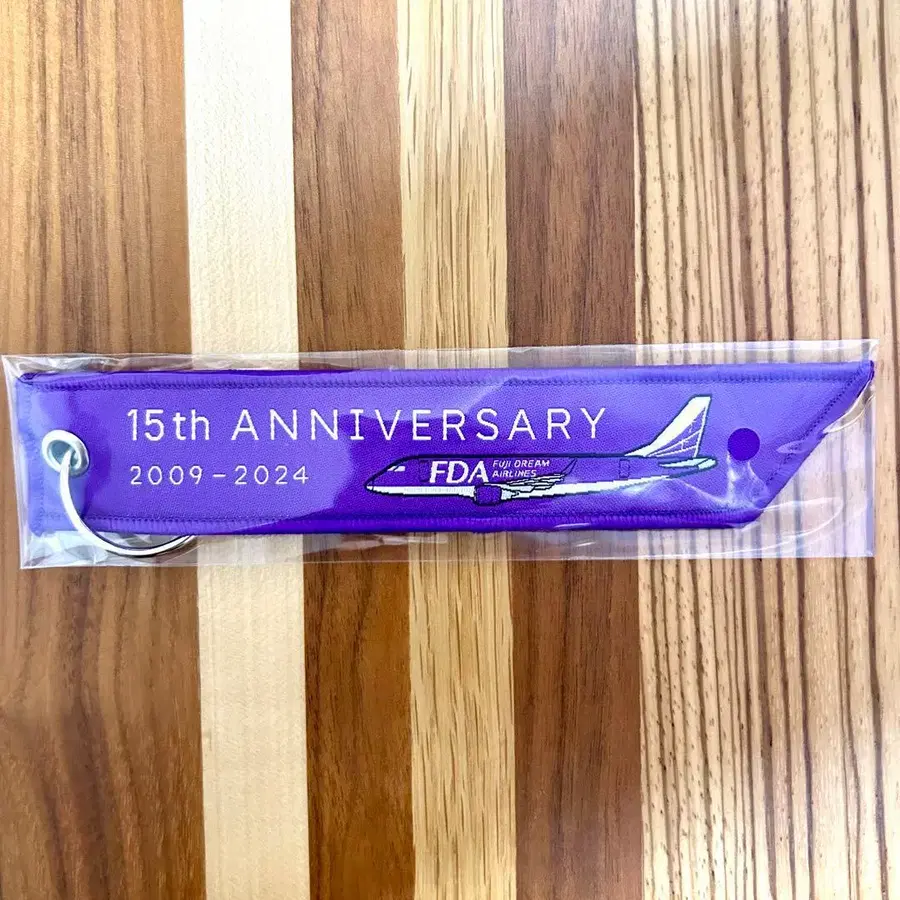 15th ANNIVERSARY
2009-2024
FDA
FUJI DREAM
AIRLINES